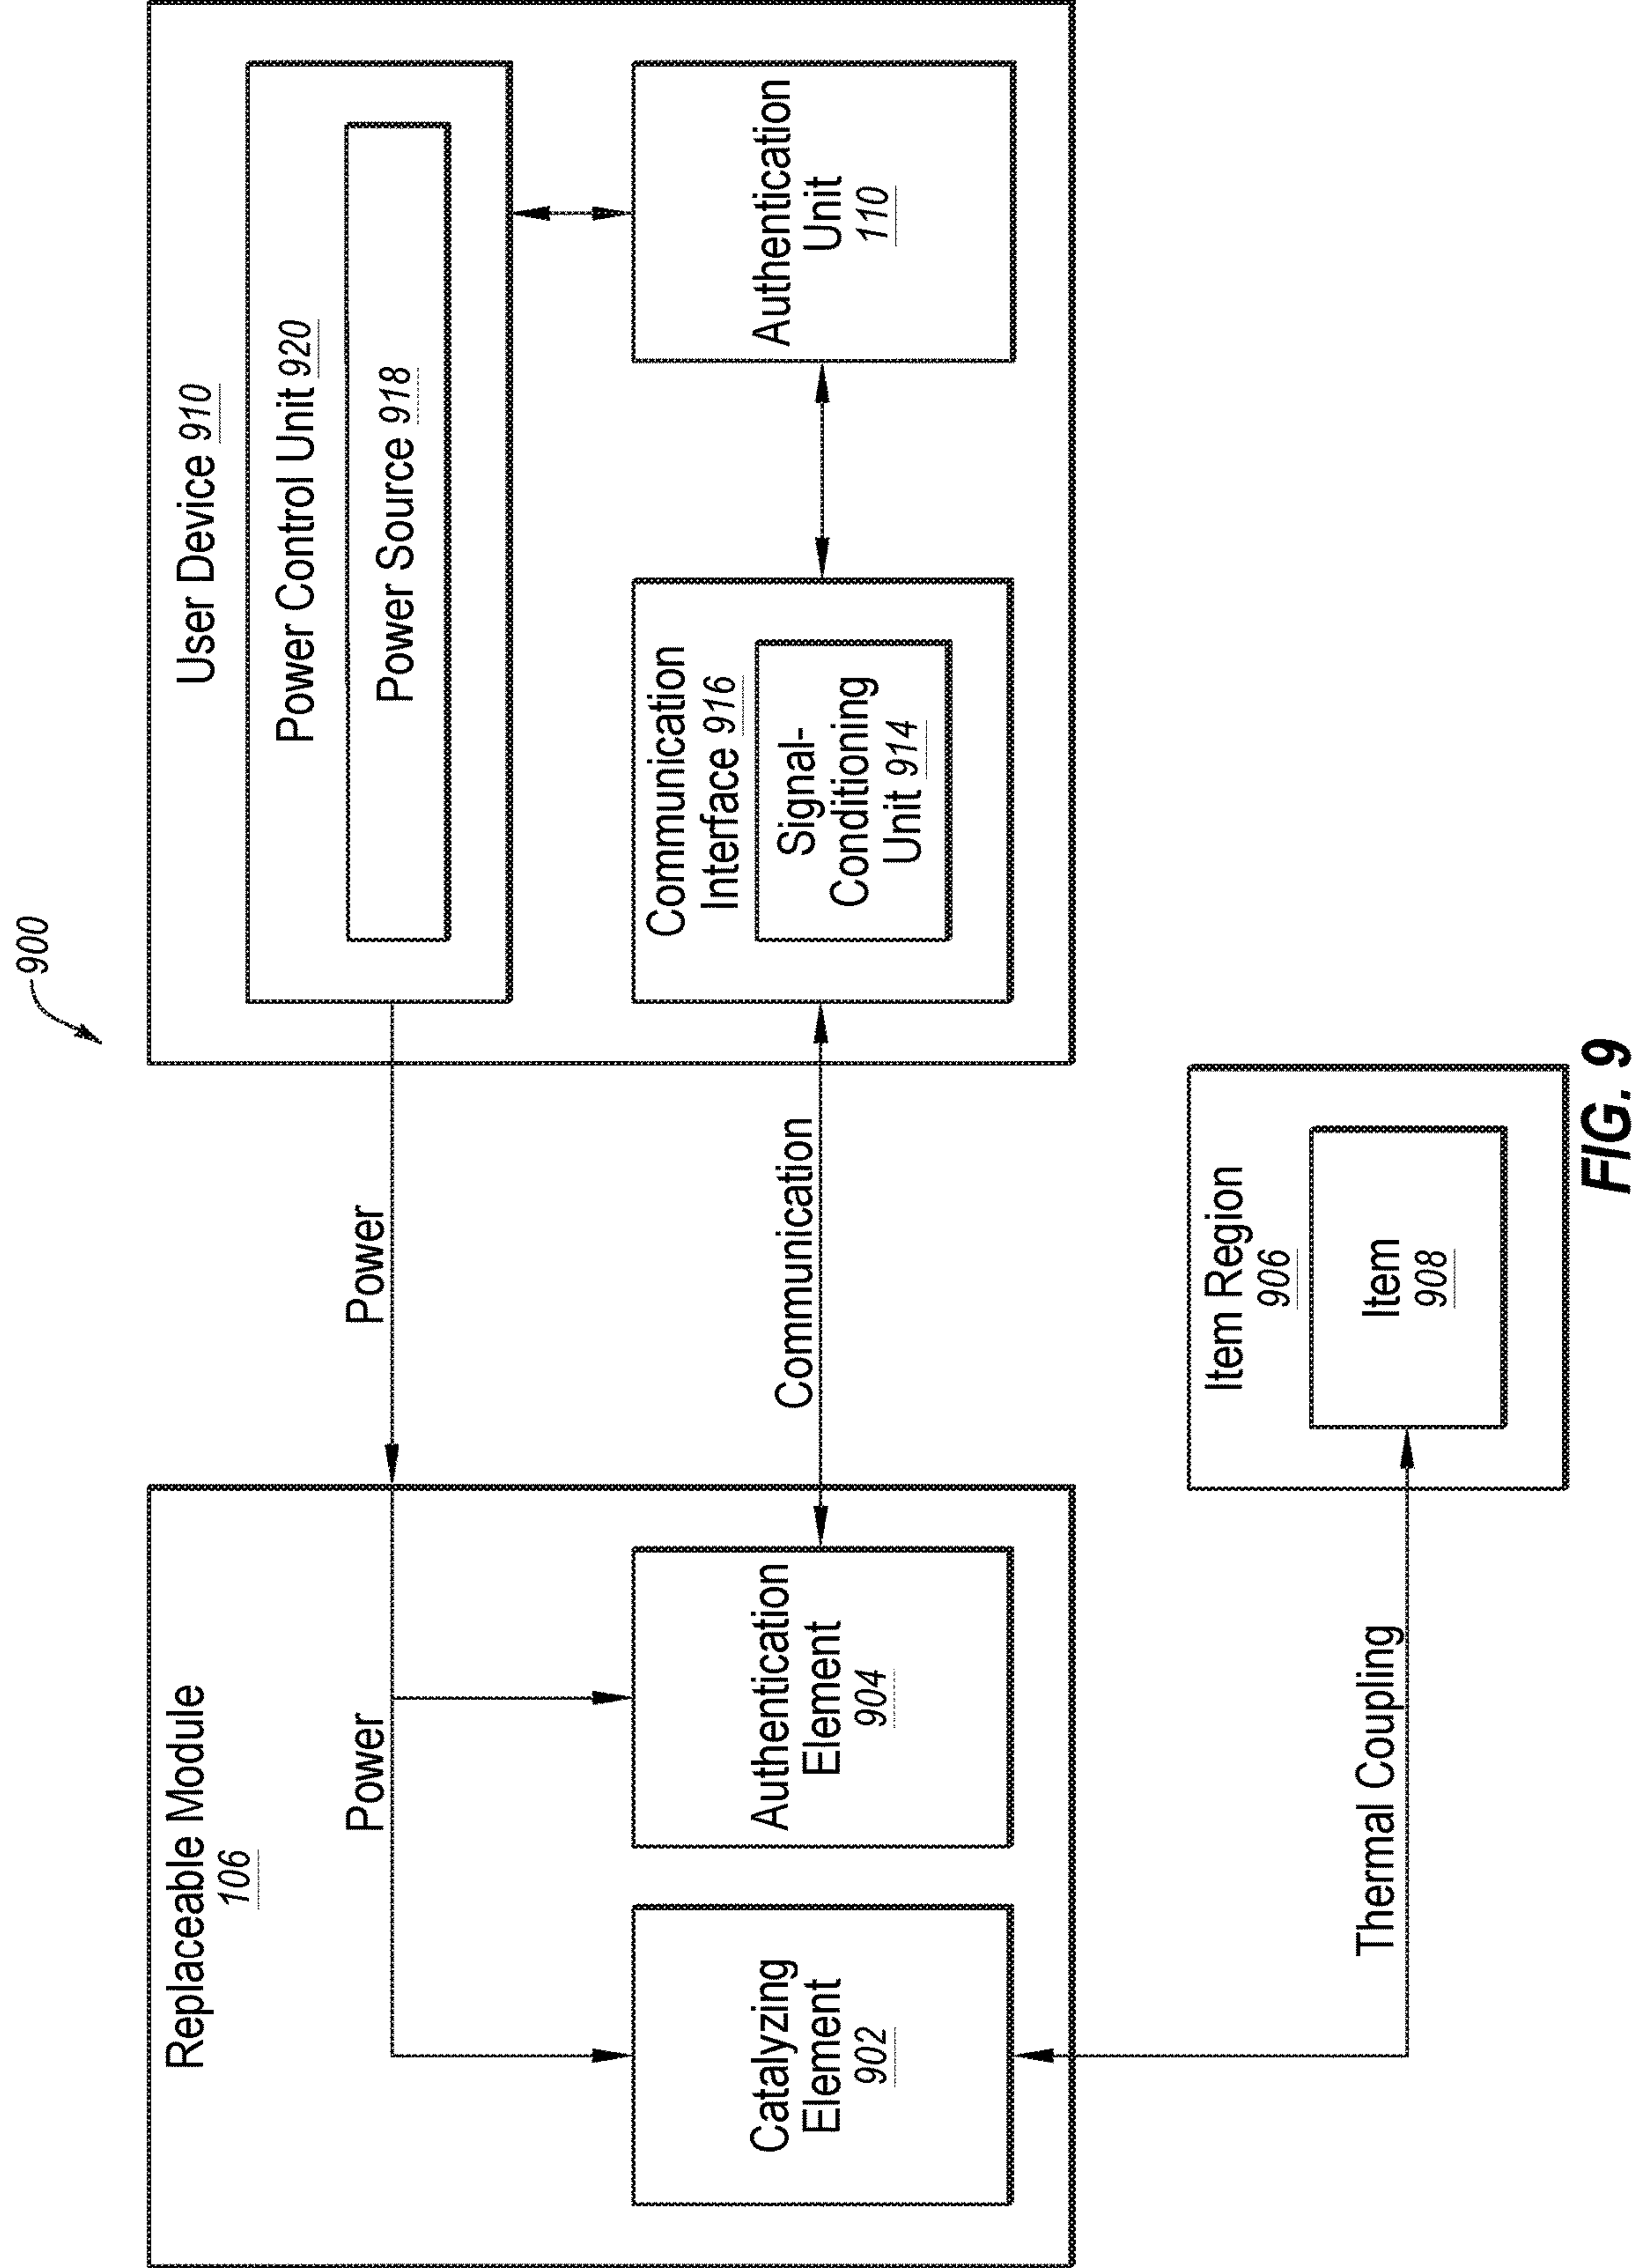 900
Replaceable Module
106
Power
Catalyzing
Element
902
Authentication
Element
904
Power
Communication
User Device 910
Power Control Unit 920
Power Source 918
Communication
Interface 916
Signal-
Conditioning
Unit 914
Authentication
Unit
110
Thermal Coupling
Item Region
906
Item
908
FIG. 9